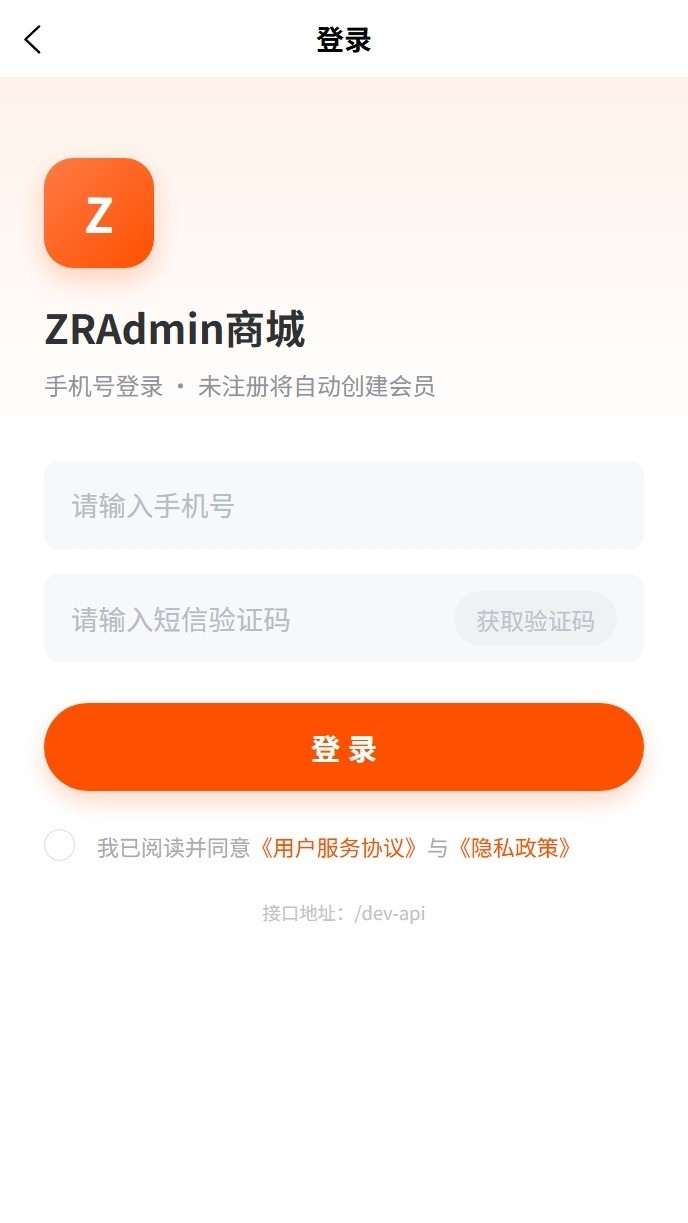 登录
Z
ZRAdmin商城
手机号登录 · 未注册将自动创建会员
请输入手机号
请输入短信验证码 获取验证码
登 录
我已阅读并同意《用户服务协议》与《隐私政策》
接口地址：/dev-api